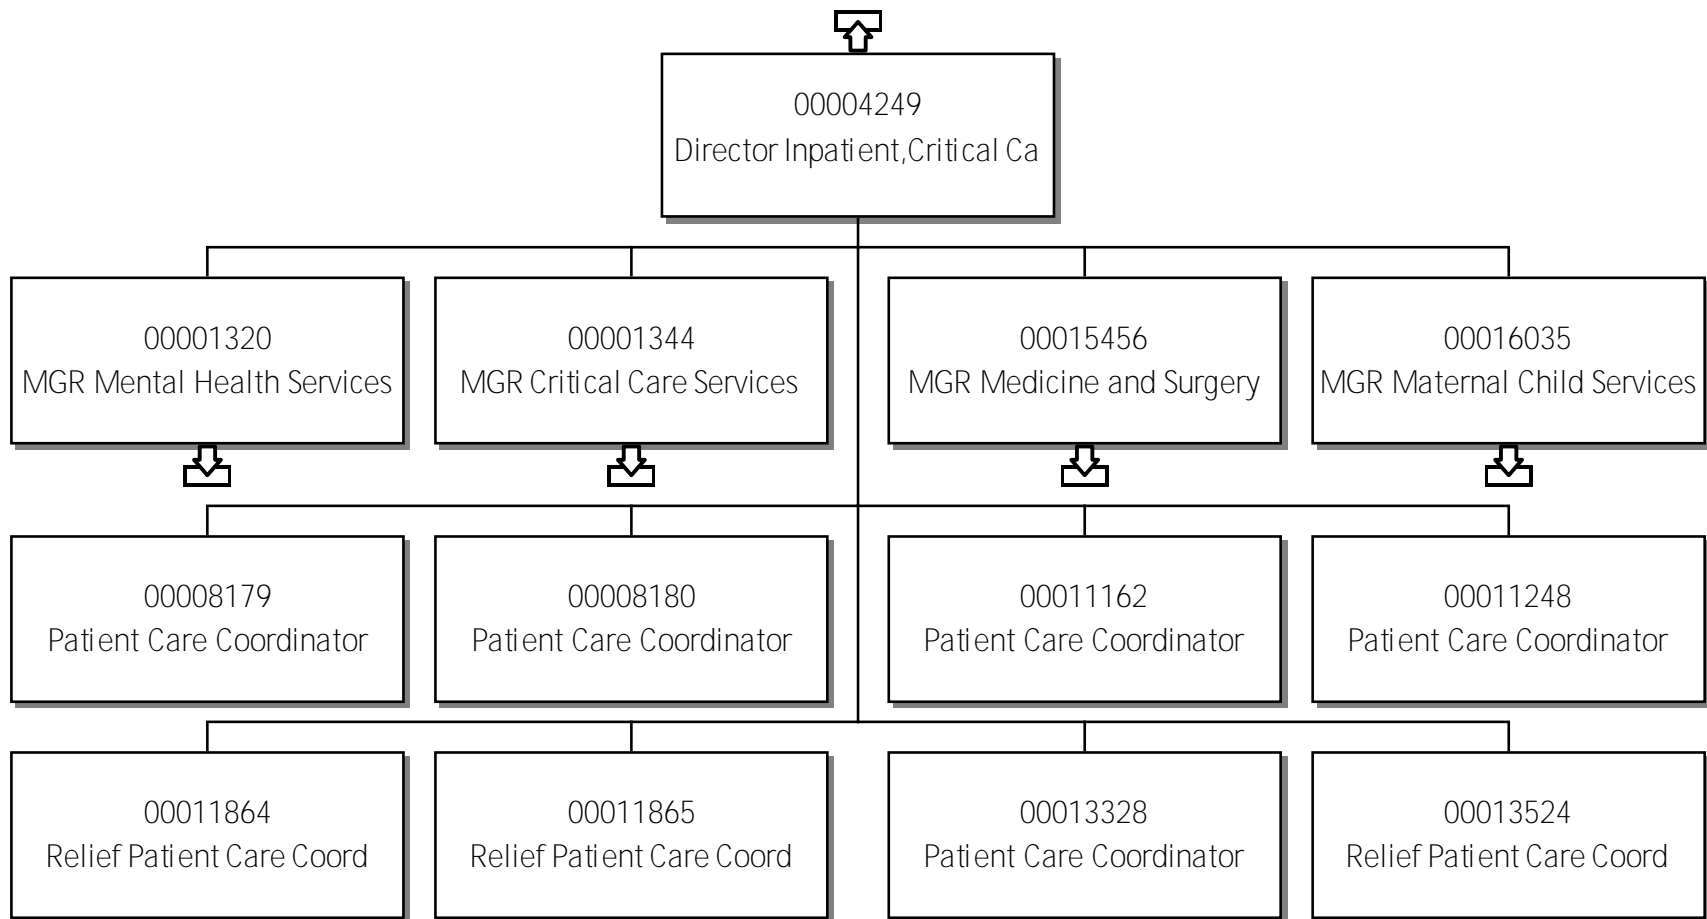 00004249
Director Inpatient,Critical Ca
00001320
MGR Mental Health Services
00001344
MGR Critical Care Services
00015456
MGR Medicine and Surgery
00016035
MGR Maternal Child Services
00008179
Patient Care Coordinator
00008180
Patient Care Coordinator
00011162
Patient Care Coordinator
00011248
Patient Care Coordinator
00011864
Relief Patient Care Coord
00011865
Relief Patient Care Coord
00013328
Patient Care Coordinator
00013524
Relief Patient Care Coord